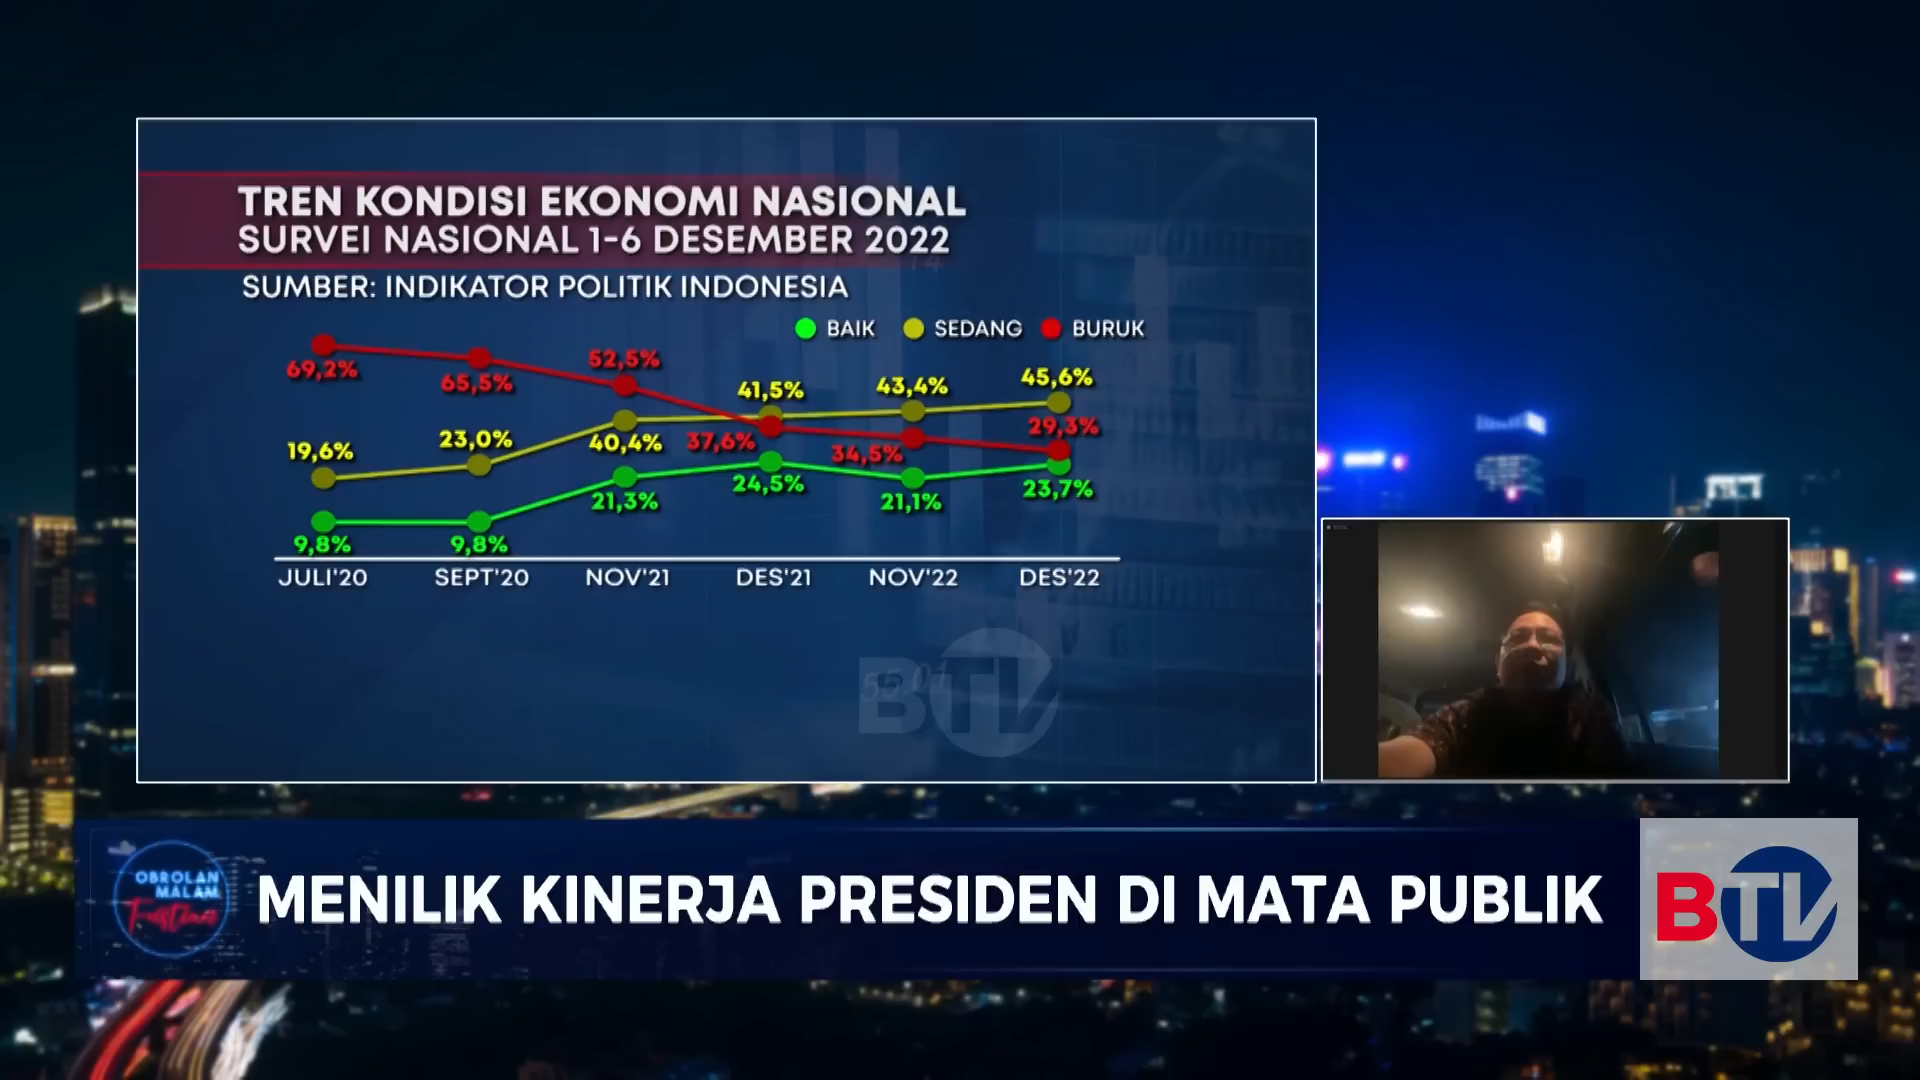 TREN KONDISI EKONOMI NASIONAL
SURVEI NASIONAL 1-6 DESEMBER 2022
SUMBER: INDIKATOR POLITIK INDONESIA
BAIK SEDANG BURUK
69,2% 65,5% 52,5% 37,6% 34,5% 29,3%
19,6% 23,0% 40,4% 41,5% 43,4% 45,6%
9,8% 9,8% 21,3% 24,5% 21,1% 23,7%
JULI'20 SEPT'20 NOV'21 DES'21 NOV'22 DES'22
BTV
OBROLAN
MALAM
MENILIK KINERJA PRESIDEN DI MATA PUBLIK
BTV